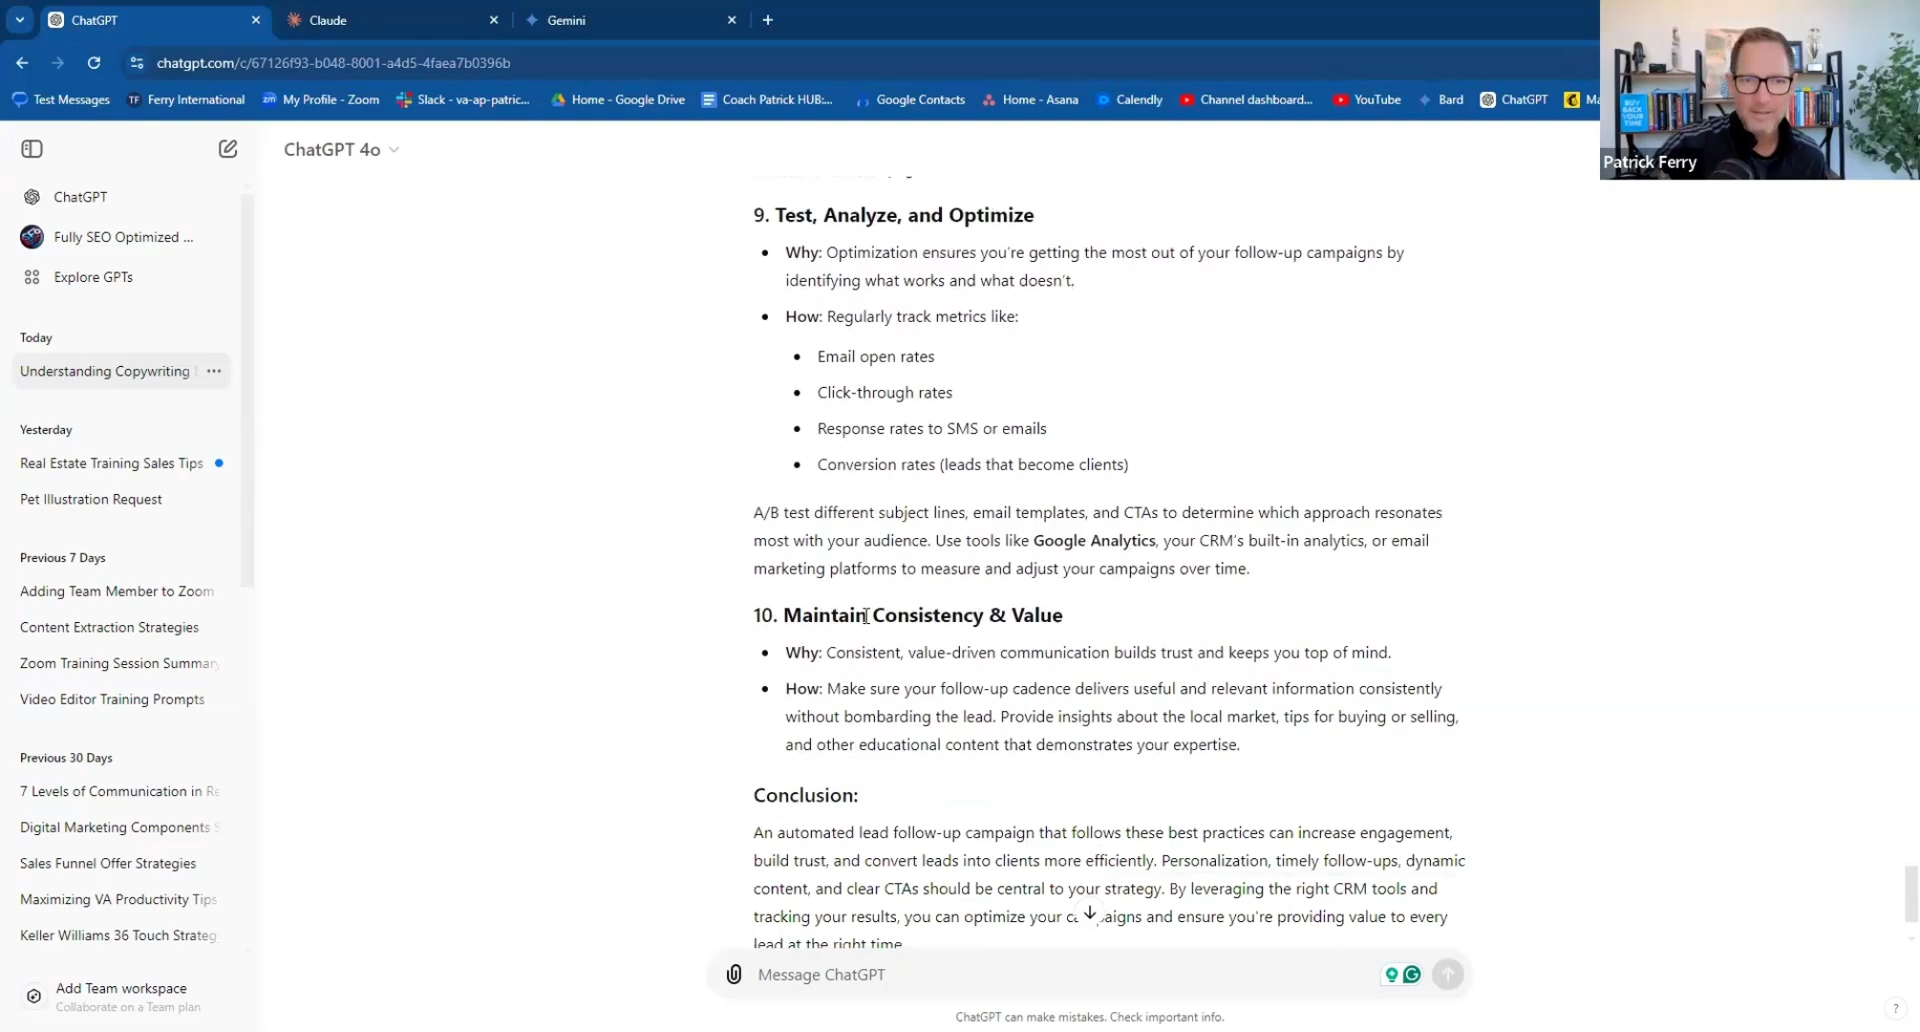 ChatGPT
Claude
Gemini
chatgpt.com/c/67126f93-b048-8001-a4d5-4faea7b0396b
Test Messages
Ferry International
My Profile - Zoom
Slack - va-ap-patric...
Home - Google Drive
Coach Patrick HUB:...
Google Contacts
Home - Asana
Calendly
Channel dashboard...
YouTube
Bard
ChatGPT
Ma
BUY BACK YOUR TIME
Patrick Ferry
ChatGPT
Fully SEO Optimized ...
Explore GPTs
Today
Understanding Copywriting
Yesterday
Real Estate Training Sales Tips
Pet Illustration Request
Previous 7 Days
Adding Team Member to Zoom
Content Extraction Strategies
Zoom Training Session Summary
Video Editor Training Prompts
Previous 30 Days
7 Levels of Communication in Re
Digital Marketing Components S
Sales Funnel Offer Strategies
Maximizing VA Productivity Tips
Keller Williams 36 Touch Strateg
Add Team workspace
Collaborate on a Team plan
ChatGPT 4o
9. Test, Analyze, and Optimize
• Why: Optimization ensures you're getting the most out of your follow-up campaigns by
identifying what works and what doesn't.
• How: Regularly track metrics like:
• Email open rates
• Click-through rates
• Response rates to SMS or emails
• Conversion rates (leads that become clients)
A/B test different subject lines, email templates, and CTAs to determine which approach resonates
most with your audience. Use tools like Google Analytics, your CRM's built-in analytics, or email
marketing platforms to measure and adjust your campaigns over time.
10. Maintain Consistency & Value
• Why: Consistent, value-driven communication builds trust and keeps you top of mind.
• How: Make sure your follow-up cadence delivers useful and relevant information consistently
without bombarding the lead. Provide insights about the local market, tips for buying or selling,
and other educational content that demonstrates your expertise.
Conclusion:
An automated lead follow-up campaign that follows these best practices can increase engagement,
build trust, and convert leads into clients more efficiently. Personalization, timely follow-ups, dynamic
content, and clear CTAs should be central to your strategy. By leveraging the right CRM tools and
tracking your results, you can optimize your campaigns and ensure you're providing value to every
lead at the right time.
Message ChatGPT
ChatGPT can make mistakes. Check important info.
?